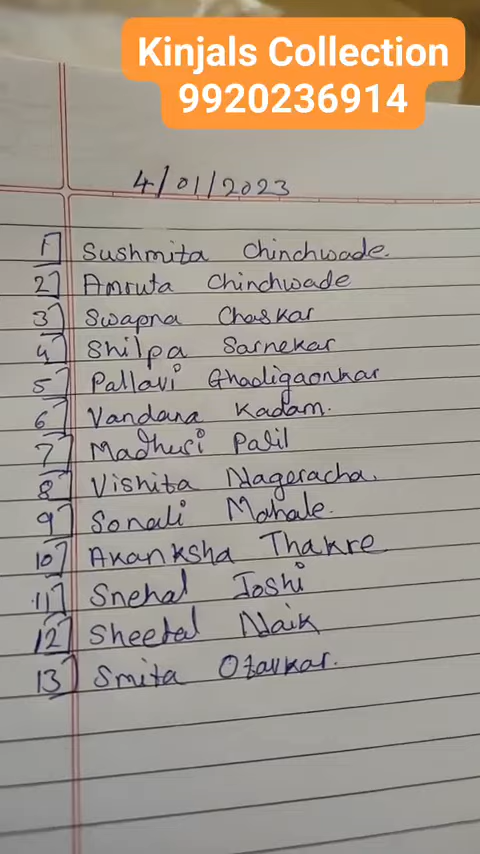 Kinjals Collection
9920236914
4/01/2023
1] Sushmita Chinchwade.
2] Amruta Chinchwade
3] Swapna Chaskar
4] Shilpa Sarnekar
5] Pallavi Ghadigaonkar
6] Vandana Kadam.
7] Madhuri Patil
8] Vishita Nageracha.
9] Sonali Mahale.
10] Akanksha Thakre
11] Snehal Joshi
12] Sheetal Naik
13] Smita Otavkar.